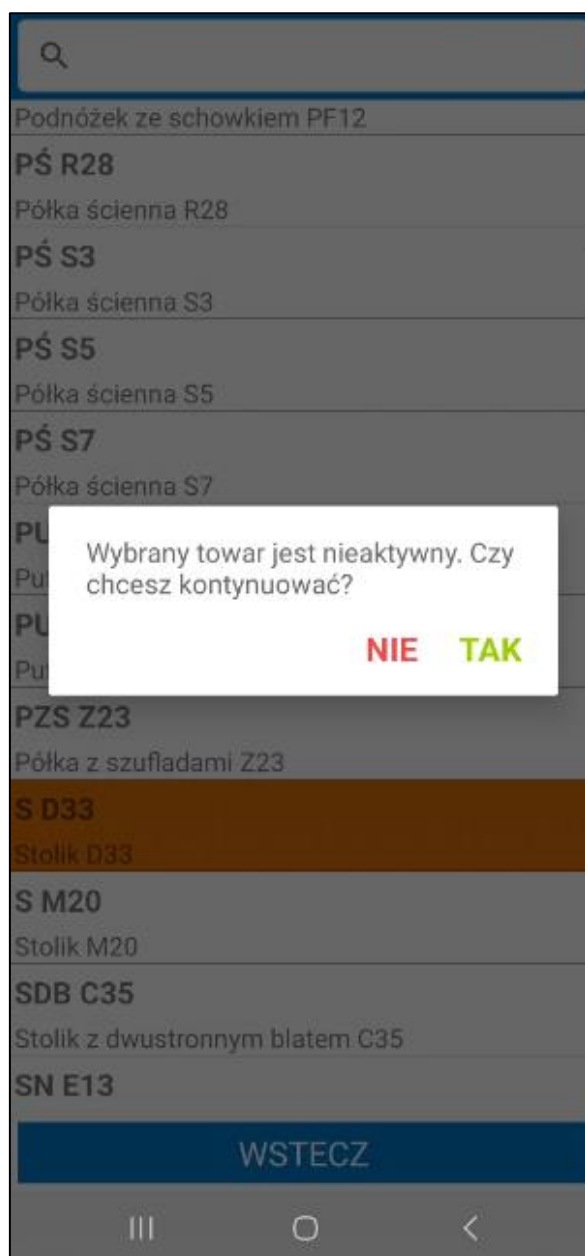 Podnóżek ze schowkiem PF12
PŚ R28
Półka ścienna R28
PŚ S3
Półka ścienna S3
PŚ S5
Półka ścienna S5
PŚ S7
Półka ścienna S7
PU
Wybrany towar jest nieaktywny. Czy
chcesz kontynuować?
NIE TAK
PU
PZS Z23
Półka z szufladami Z23
S D33
Stolik D33
S M20
Stolik M20
SDB C35
Stolik z dwustronnym blatem C35
SN E13
WSTECZ